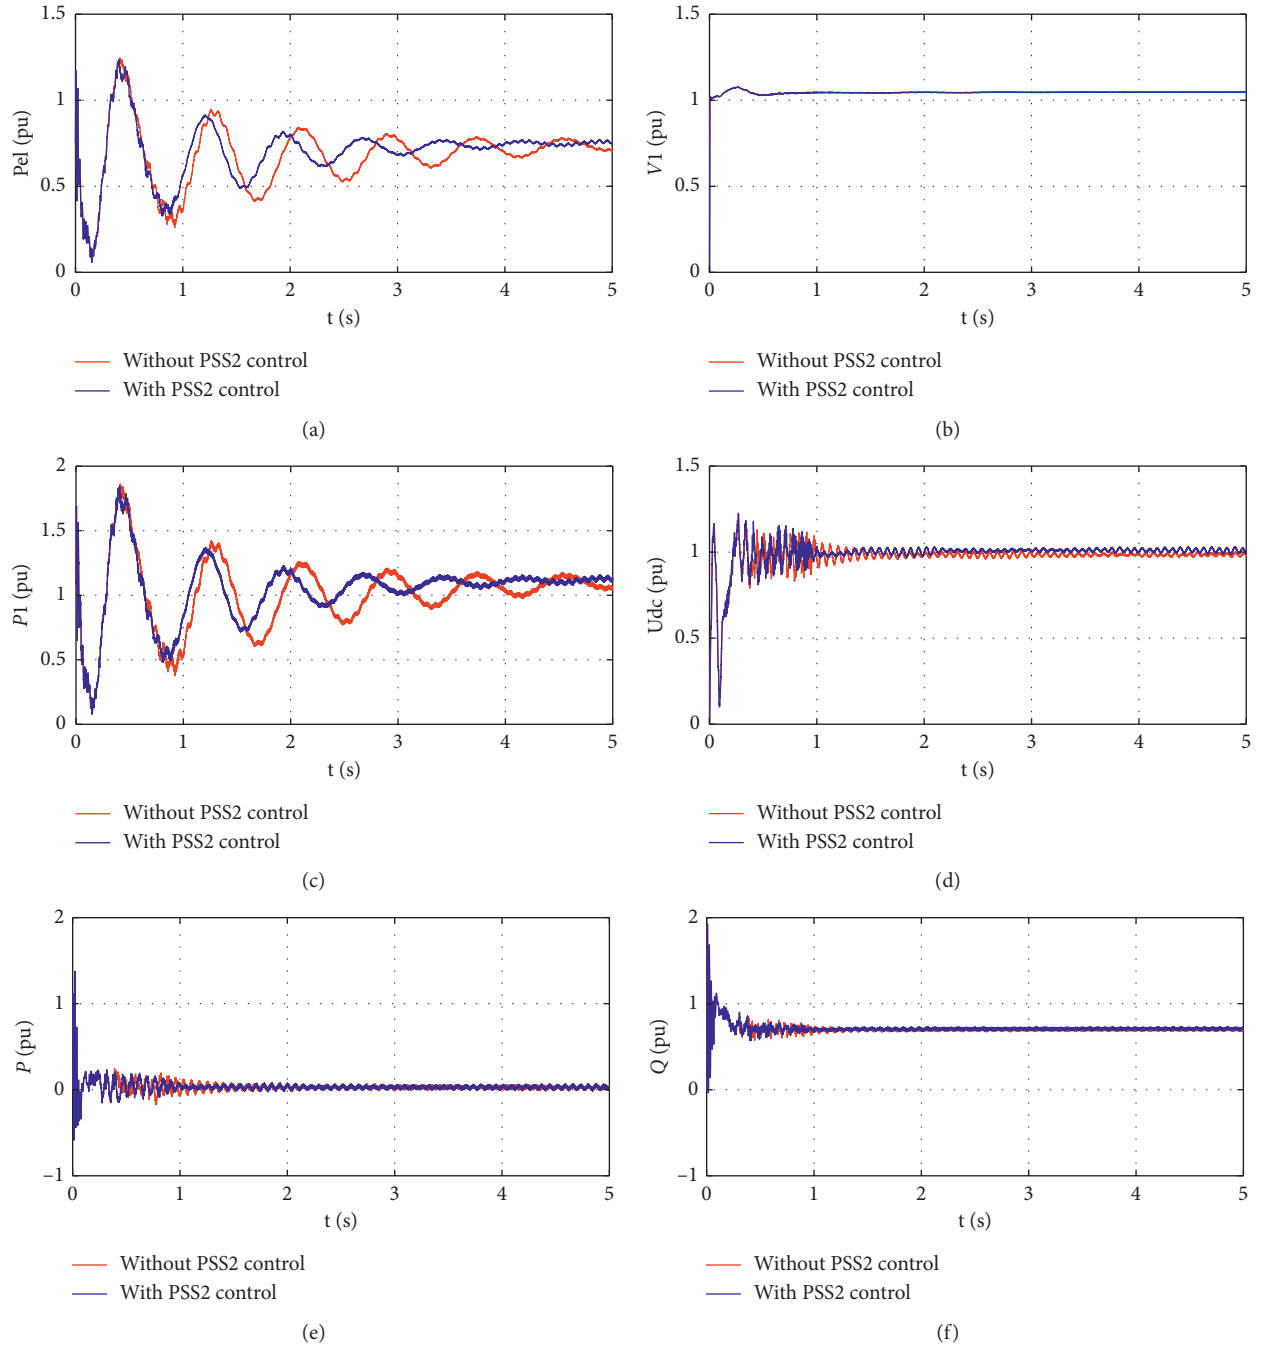 1.5
1
0.5
0
Pel (pu)
0 1 2 3 4 5
t (s)
Without PSS2 control
With PSS2 control
(a)
1.5
1
0.5
0
V1 (pu)
0 1 2 3 4 5
t (s)
Without PSS2 control
With PSS2 control
(b)
2
1.5
1
0.5
0
P1 (pu)
0 1 2 3 4 5
t (s)
Without PSS2 control
With PSS2 control
(c)
1.5
1
0.5
0
Udc (pu)
0 1 2 3 4 5
t (s)
Without PSS2 control
With PSS2 control
(d)
2
1
0
–1
P (pu)
0 1 2 3 4 5
t (s)
Without PSS2 control
With PSS2 control
(e)
2
1
0
–1
Q (pu)
0 1 2 3 4 5
t (s)
Without PSS2 control
With PSS2 control
(f)